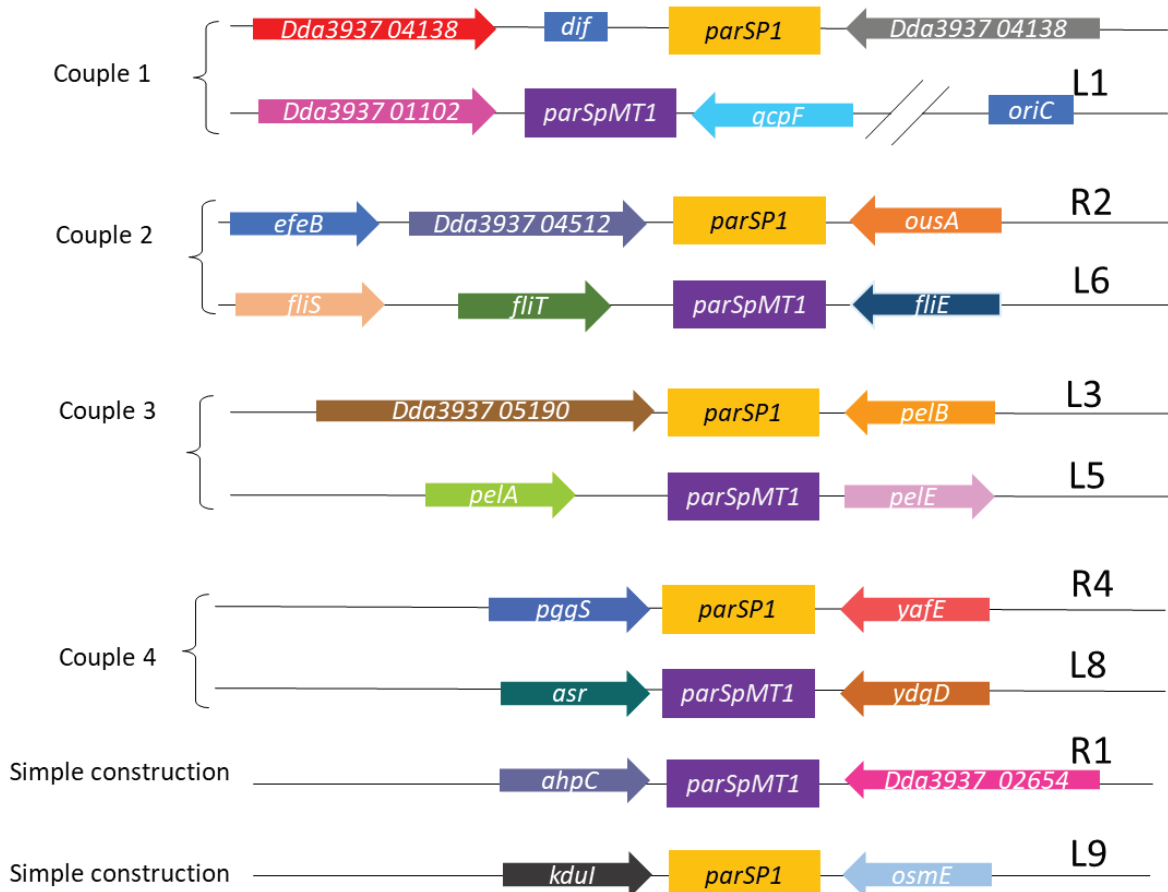 Dda3937 04138 dif parSP1 Dda3937 04138
Couple 1
Dda3937 01102 parSpMT1 qcpF oriC L1
efeB Dda3937 04512 parSP1 ousA R2
Couple 2
fliS fliT parSpMT1 fliE L6
Couple 3
Dda3937 05190 parSP1 pelB L3
pelA parSpMT1 pelE L5
pggS parSP1 yafE R4
Couple 4
asr parSpMT1 ydgD L8
Simple construction ahpC parSpMT1 Dda3937_02654 R1
Simple construction kduI parSP1 osmE L9